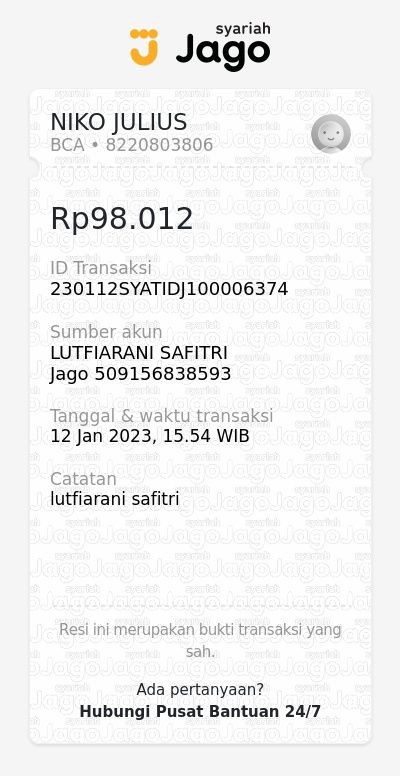 syariah
Jago
NIKO JULIUS
BCA • 8220803806
Rp98.012
ID Transaksi
230112SYATIDJ100006374
Sumber akun
LUTFIARANI SAFITRI
Jago 509156838593
Tanggal & waktu transaksi
12 Jan 2023, 15.54 WIB
Catatan
lutfiarani safitri
Resi ini merupakan bukti transaksi yang
sah.
Ada pertanyaan?
Hubungi Pusat Bantuan 24/7